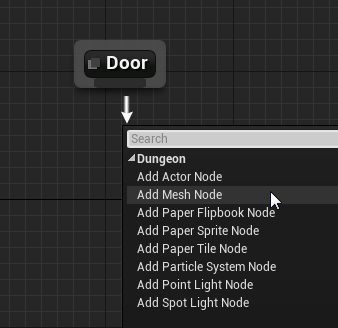 Door
Search
Dungeon
Add Actor Node
Add Mesh Node
Add Paper Flipbook Node
Add Paper Sprite Node
Add Paper Tile Node
Add Particle System Node
Add Point Light Node
Add Spot Light Node